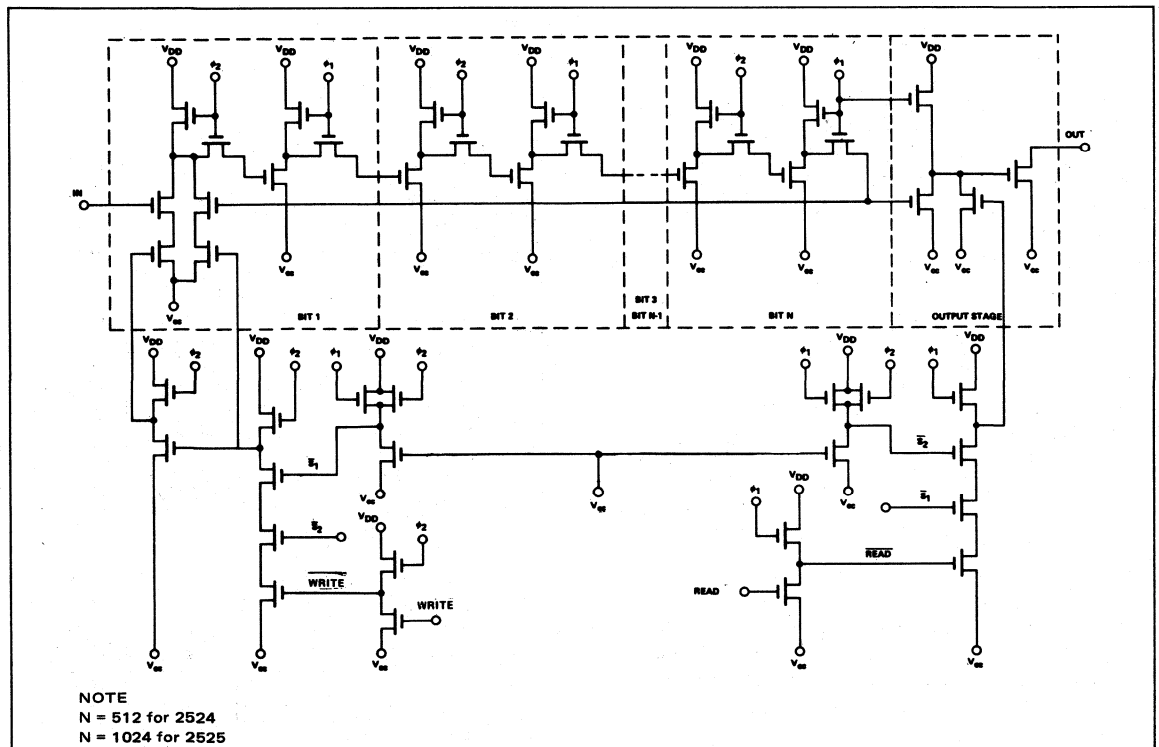 VDD VDD VDD VDD VDD VDD VDD
φ2 φ1 φ2 φ1 φ2 φ1
OUT
IN
Vcc Vcc Vcc Vcc Vcc Vcc Vcc Vcc
Vcc
BIT 3
BIT 1 BIT 2 BIT N-1 BIT N OUTPUT STAGE
VDD VDD VDD VDD VDD
φ2 φ2 φ1 φ2 φ1 φ2 φ1
s̅1 s̅2
Vcc Vcc Vcc
φ1 VDD s̅1
VDD φ2
s̅2
WRITE̅ READ̅
WRITE READ
Vcc Vcc Vcc Vcc Vcc
NOTE
N = 512 for 2524
N = 1024 for 2525